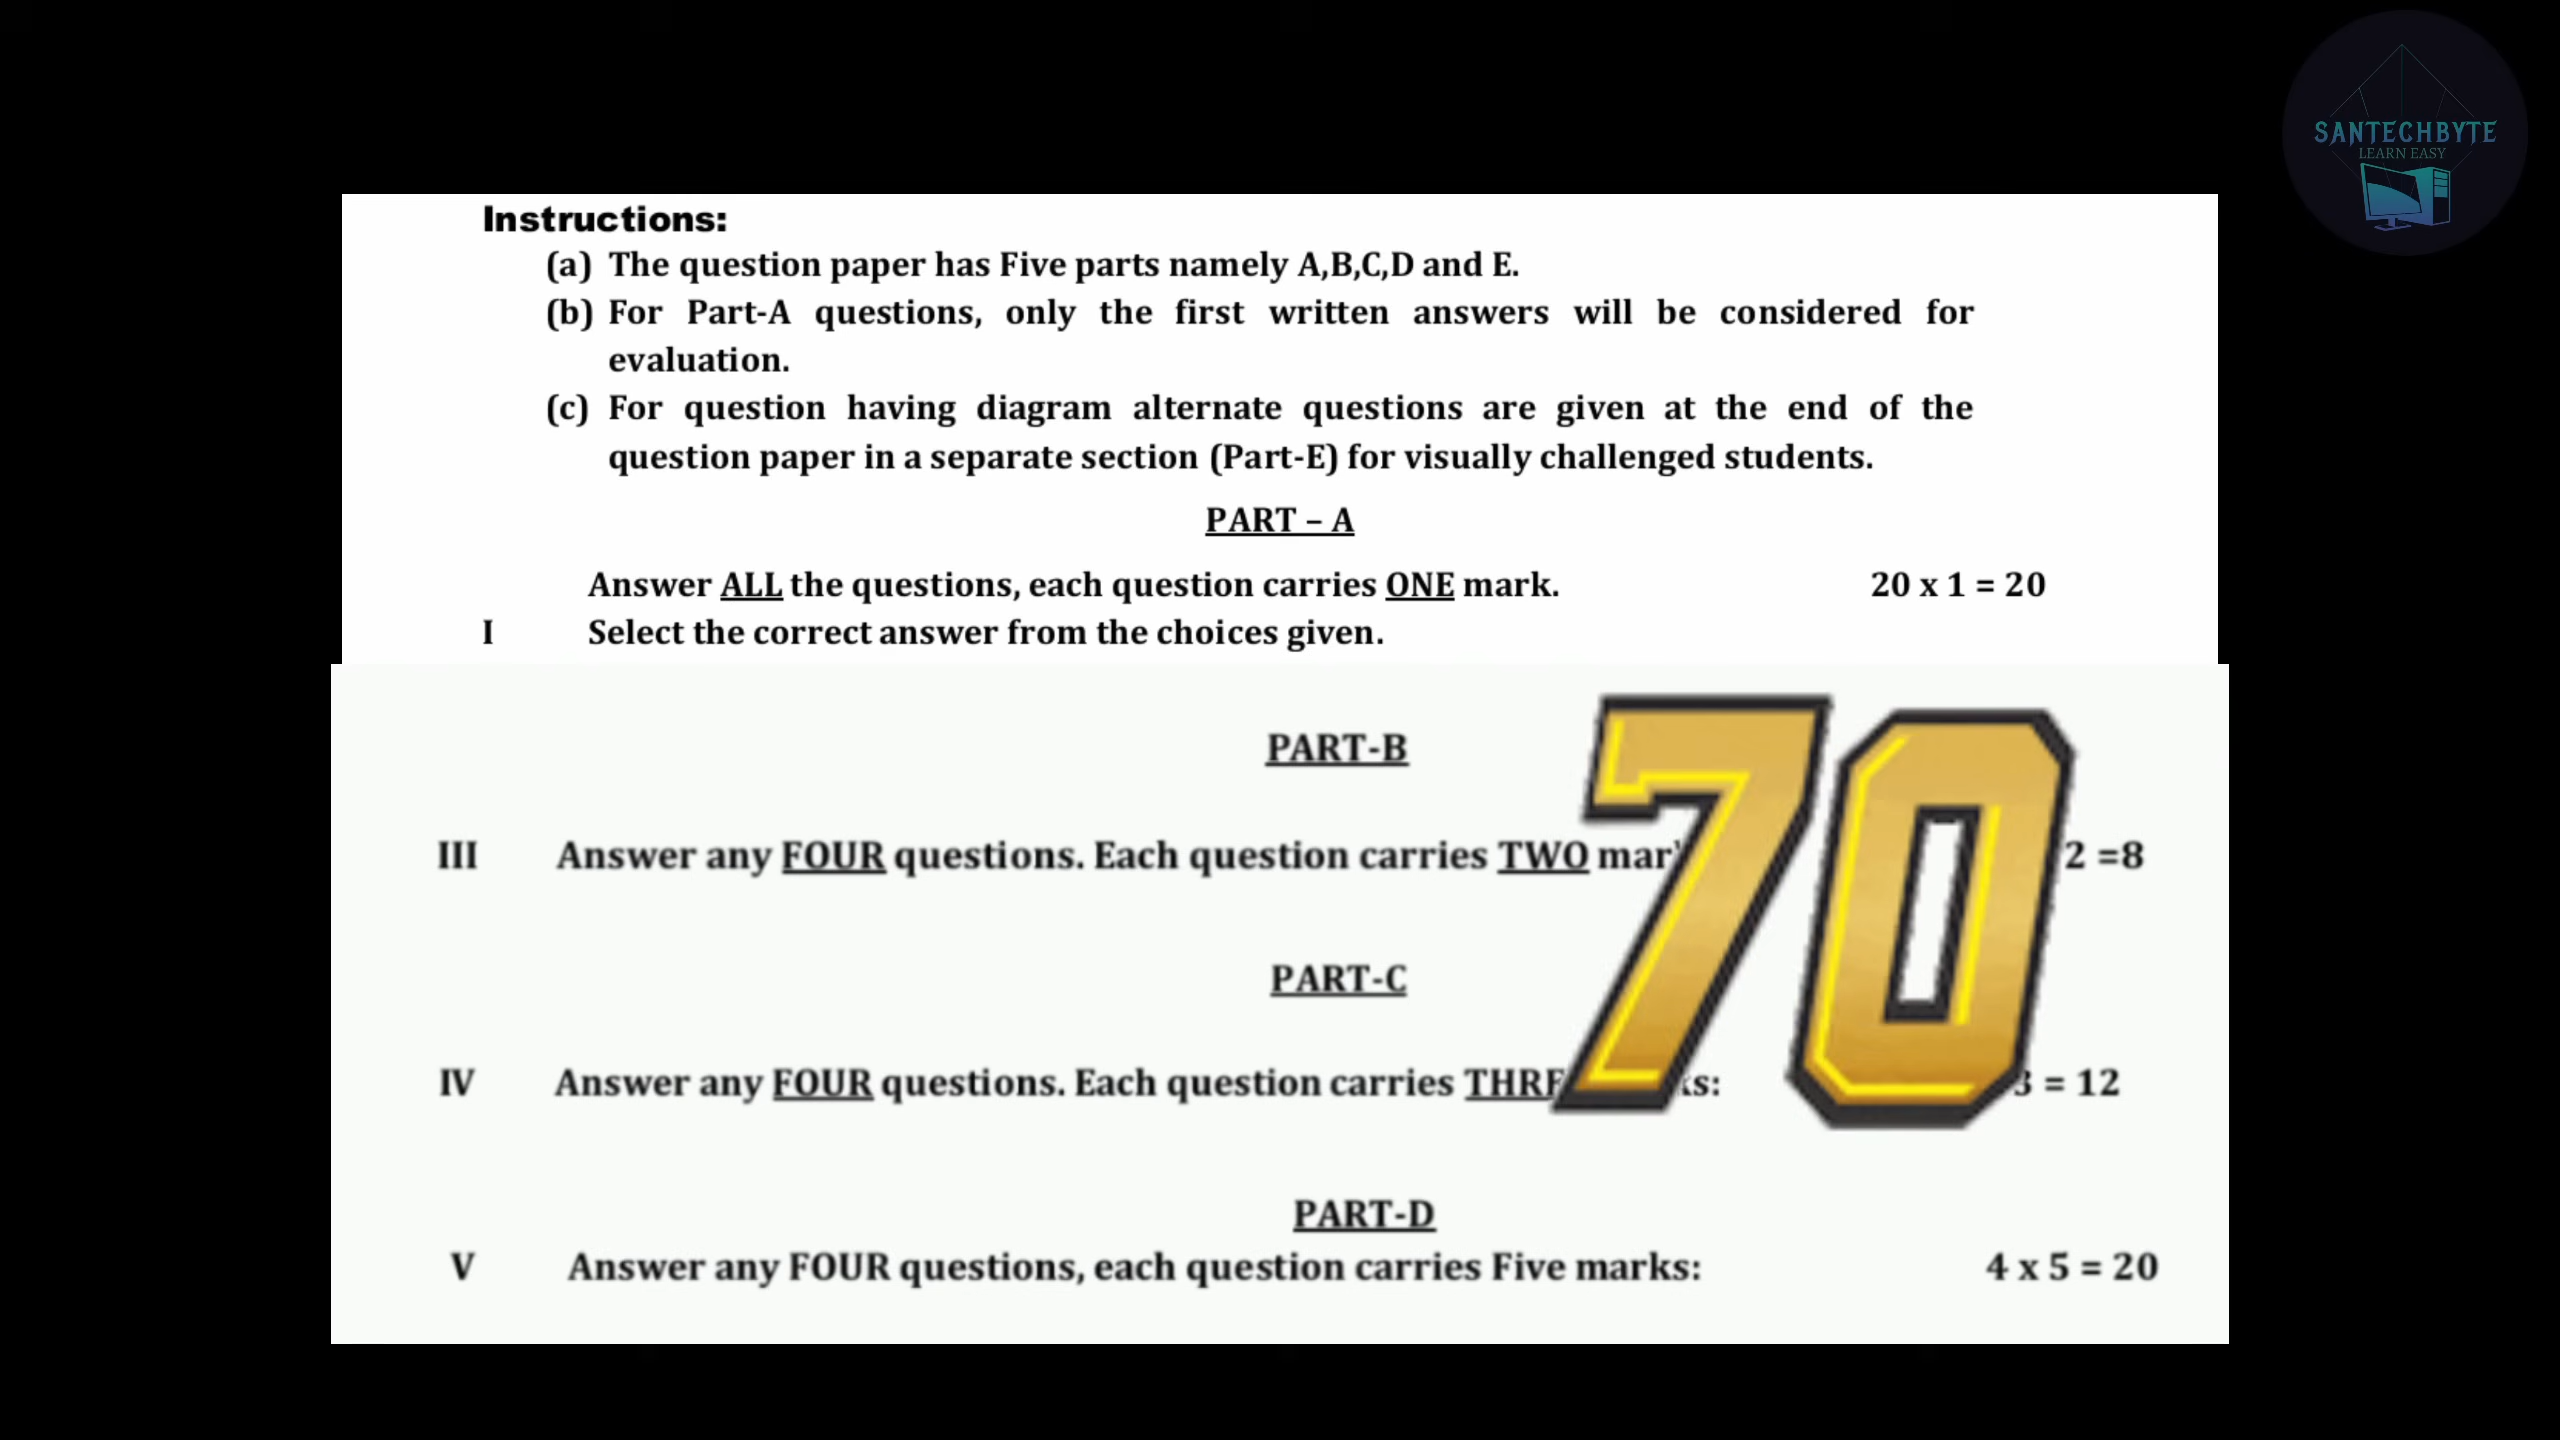 SANTECHBYTE
LEARN EASY
Instructions:
(a) The question paper has Five parts namely A,B,C,D and E.
(b) For Part-A questions, only the first written answers will be considered for
evaluation.
(c) For question having diagram alternate questions are given at the end of the
question paper in a separate section (Part-E) for visually challenged students.
PART – A
Answer ALL the questions, each question carries ONE mark. 20 x 1 = 20
I Select the correct answer from the choices given.
PART-B
70
III Answer any FOUR questions. Each question carries TWO 2 =8
PART-C
IV Answer any FOUR questions. Each question carries = 12
PART-D
V Answer any FOUR questions, each question carries Five marks: 4 x 5 = 20